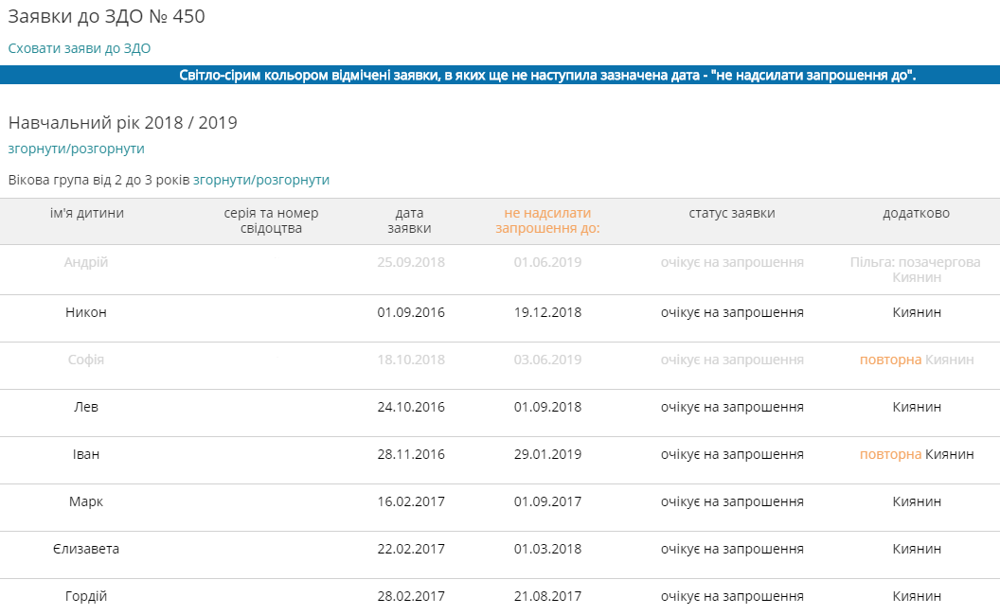 Заявки до ЗДО № 450
Сховати заяви до ЗДО
Світло-сірим кольором відмічені заявки, в яких ще не наступила зазначена дата - "не надсилати запрошення до".
Навчальний рік 2018 / 2019
згорнути/розгорнути
Вікова група від 2 до 3 років згорнути/розгорнути
ім'я дитини серія та номер свідоцтва дата заявки не надсилати запрошення до: статус заявки додатково
Андрій 25.09.2018 01.06.2019 очікує на запрошення Пільга: позачергова Киянин
Никон 01.09.2016 19.12.2018 очікує на запрошення Киянин
Софія 18.10.2018 03.06.2019 очікує на запрошення повторна Киянин
Лев 24.10.2016 01.09.2018 очікує на запрошення Киянин
Іван 28.11.2016 29.01.2019 очікує на запрошення повторна Киянин
Марк 16.02.2017 01.09.2017 очікує на запрошення Киянин
Єлизавета 22.02.2017 01.03.2018 очікує на запрошення Киянин
Гордій 28.02.2017 21.08.2017 очікує на запрошення Киянин